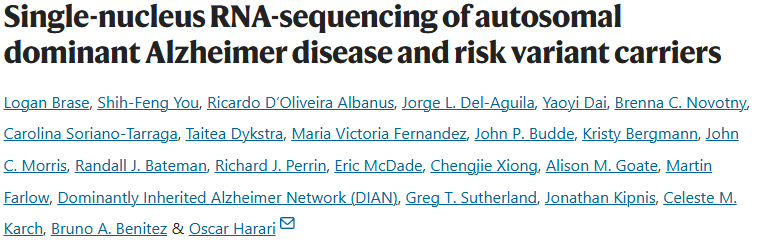 Single-nucleus RNA-sequencing of autosomal
dominant Alzheimer disease and risk variant carriers
Logan Brase, Shih-Feng You, Ricardo D’Oliveira Albanus, Jorge L. Del-Aguila, Yaoyi Dai, Brenna C. Novotny,
Carolina Soriano-Tarraga, Taitea Dykstra, Maria Victoria Fernandez, John P. Budde, Kristy Bergmann, John
C. Morris, Randall J. Bateman, Richard J. Perrin, Eric McDade, Chengjie Xiong, Alison M. Goate, Martin
Farlow, Dominantly Inherited Alzheimer Network (DIAN), Greg T. Sutherland, Jonathan Kipnis, Celeste M.
Karch, Bruno A. Benitez & Oscar Harari